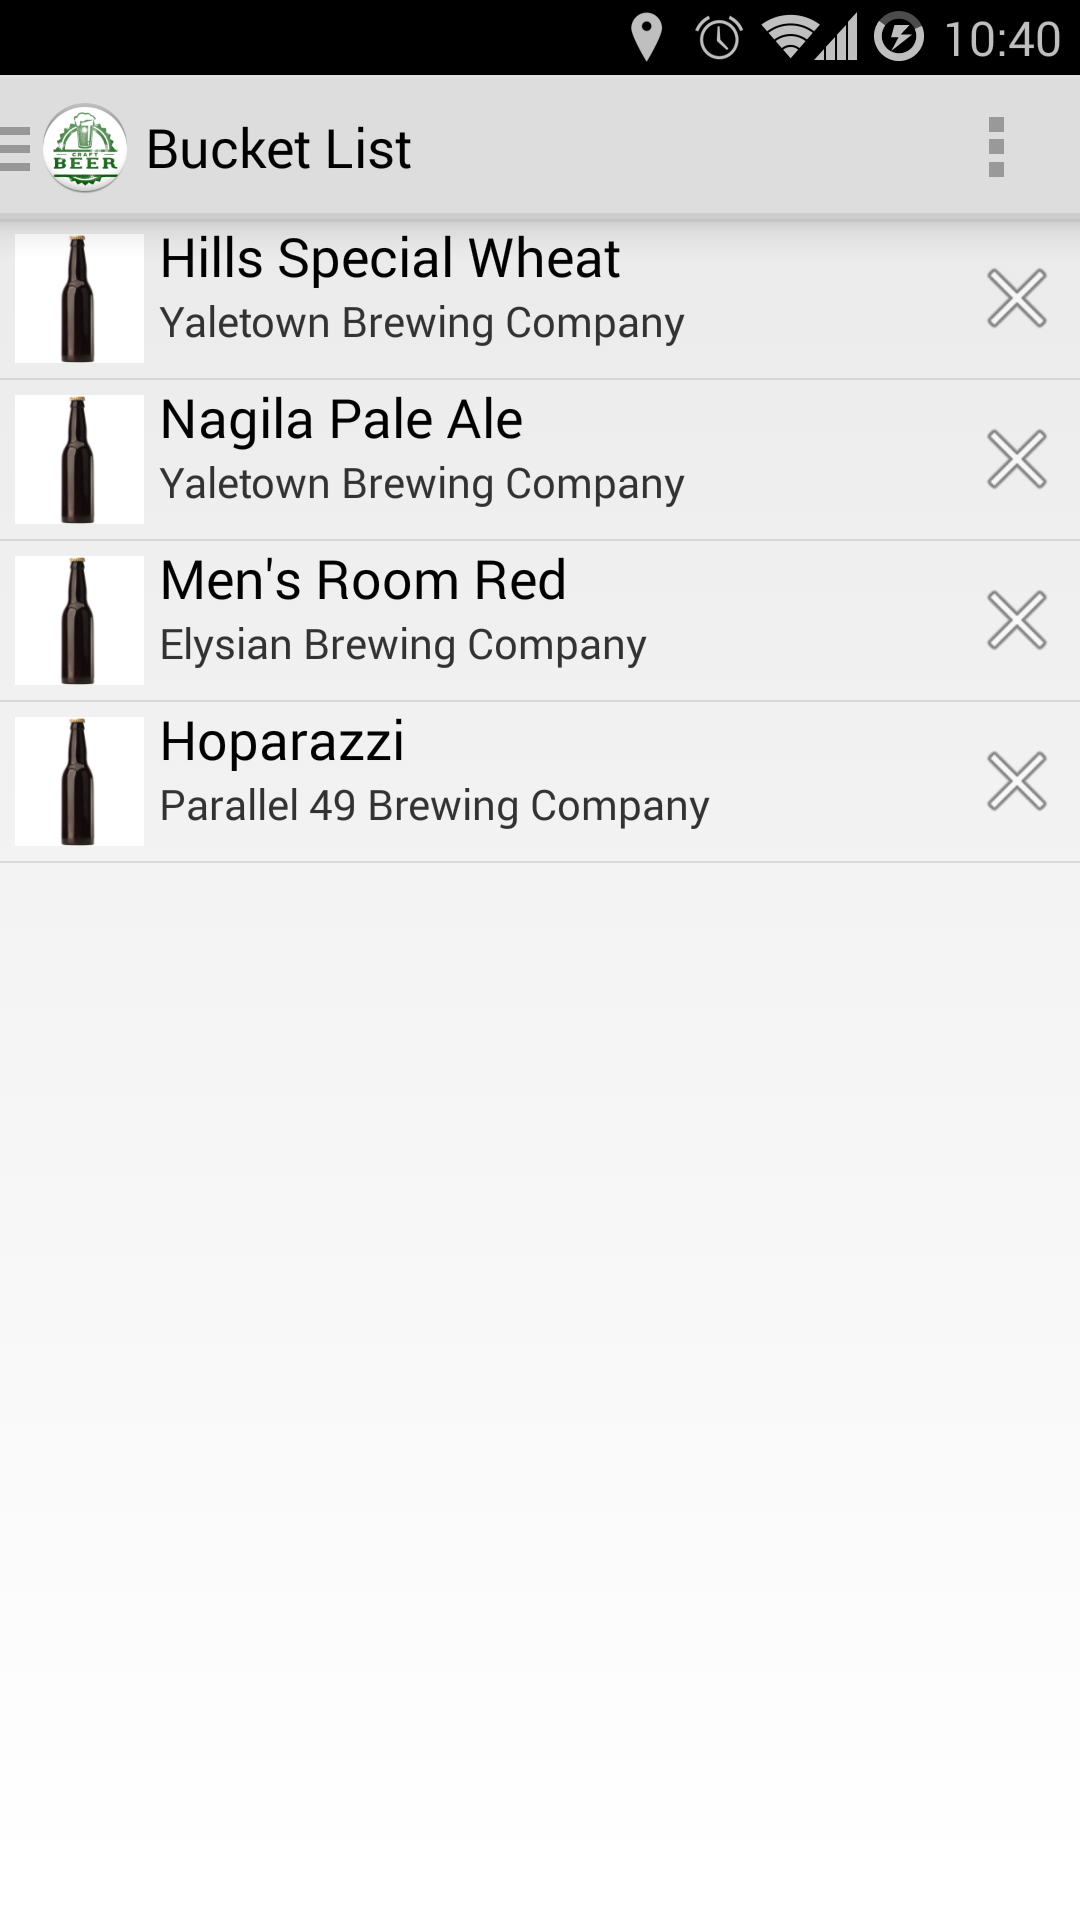 10:40
CRAFT
BEER
Bucket List
Hills Special Wheat
Yaletown Brewing Company
Nagila Pale Ale
Yaletown Brewing Company
Men's Room Red
Elysian Brewing Company
Hoparazzi
Parallel 49 Brewing Company